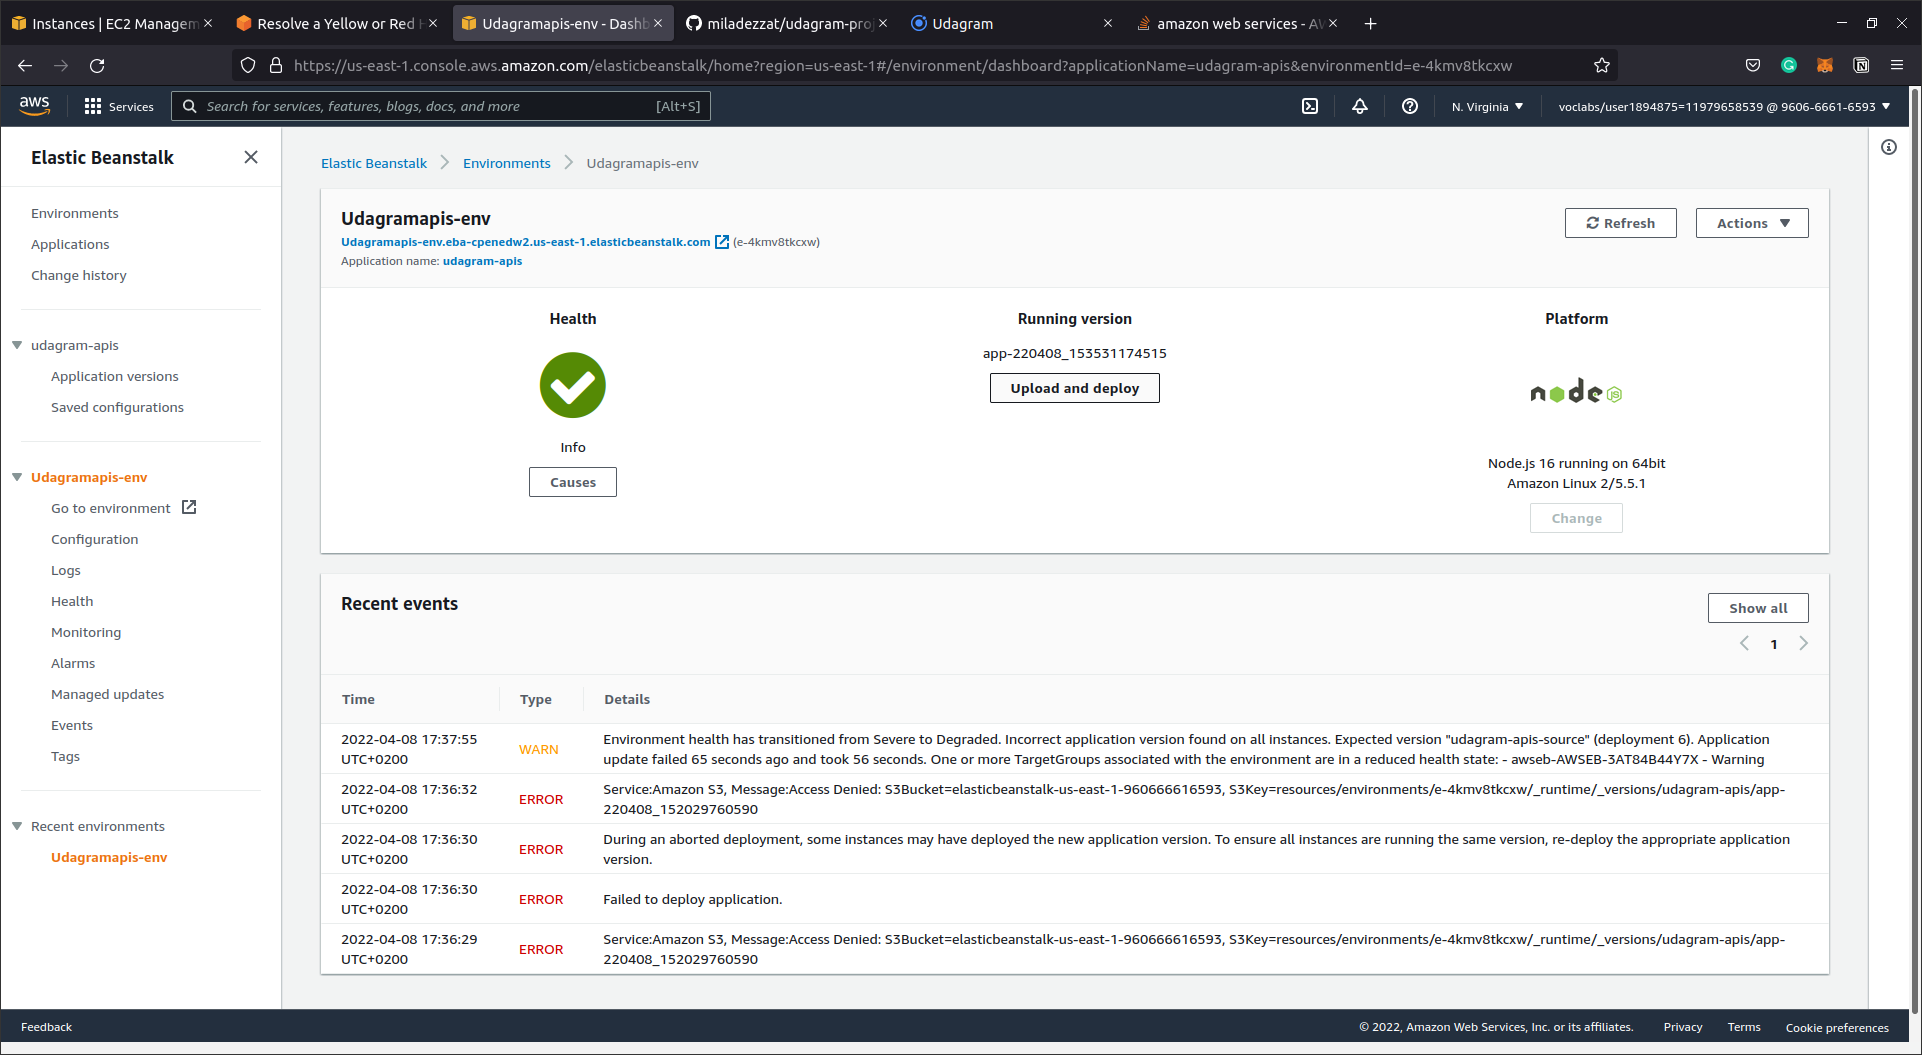 Instances | EC2 Managem
Resolve a Yellow or Red H
Udagramapis-env - Dashb
miladezzat/udagram-proj
Udagram
amazon web services - AW
https://us-east-1.console.aws.amazon.com/elasticbeanstalk/home?region=us-east-1#/environment/dashboard?applicationName=udagram-apis&environmentId=e-4kmv8tkcxw
aws
Services
Search for services, features, blogs, docs, and more
[Alt+S]
N. Virginia
voclabs/user1894875=11979658539 @ 9606-6661-6593
Elastic Beanstalk
Environments
Applications
Change history
udagram-apis
Application versions
Saved configurations
Udagramapis-env
Go to environment
Configuration
Logs
Health
Monitoring
Alarms
Managed updates
Events
Tags
Recent environments
Udagramapis-env
Elastic Beanstalk > Environments > Udagramapis-env
Udagramapis-env
Udagramapis-env.eba-cpenedw2.us-east-1.elasticbeanstalk.com (e-4kmv8tkcxw)
Application name: udagram-apis
Refresh
Actions
Health
Info
Causes
Running version
app-220408_153531174515
Upload and deploy
Platform
node JS
Node.js 16 running on 64bit
Amazon Linux 2/5.5.1
Change
Recent events
Show all
1
Time Type Details
2022-04-08 17:37:55
UTC+0200
WARN
Environment health has transitioned from Severe to Degraded. Incorrect application version found on all instances. Expected version "udagram-apis-source" (deployment 6). Application
update failed 65 seconds ago and took 56 seconds. One or more TargetGroups associated with the environment are in a reduced health state: - awseb-AWSEB-3AT84B44Y7X - Warning
2022-04-08 17:36:32
UTC+0200
ERROR
Service:Amazon S3, Message:Access Denied: S3Bucket=elasticbeanstalk-us-east-1-960666616593, S3Key=resources/environments/e-4kmv8tkcxw/_runtime/_versions/udagram-apis/app-
220408_152029760590
2022-04-08 17:36:30
UTC+0200
ERROR
During an aborted deployment, some instances may have deployed the new application version. To ensure all instances are running the same version, re-deploy the appropriate application
version.
2022-04-08 17:36:30
UTC+0200
ERROR
Failed to deploy application.
2022-04-08 17:36:29
UTC+0200
ERROR
Service:Amazon S3, Message:Access Denied: S3Bucket=elasticbeanstalk-us-east-1-960666616593, S3Key=resources/environments/e-4kmv8tkcxw/_runtime/_versions/udagram-apis/app-
220408_152029760590
Feedback
© 2022, Amazon Web Services, Inc. or its affiliates.
Privacy
Terms
Cookie preferences